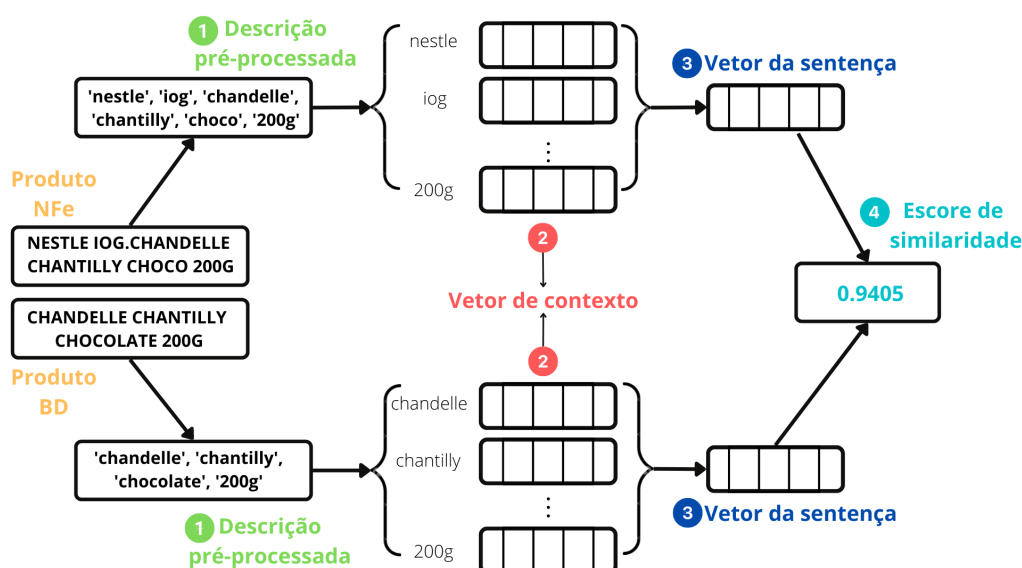 1 Descrição
pré-processada
'nestle', 'iog', 'chandelle',
'chantilly', 'choco', '200g'
nestle
iog
200g
3 Vetor da sentença
Produto
NFe
NESTLE IOG.CHANDELLE
CHANTILLY CHOCO 200G
2
Vetor de contexto
2
4 Escore de
similaridade
0.9405
CHANDELLE CHANTILLY
CHOCOLATE 200G
Produto
BD
'chandelle', 'chantilly',
'chocolate', '200g'
1 Descrição
pré-processada
chandelle
chantilly
200g
3 Vetor da sentença